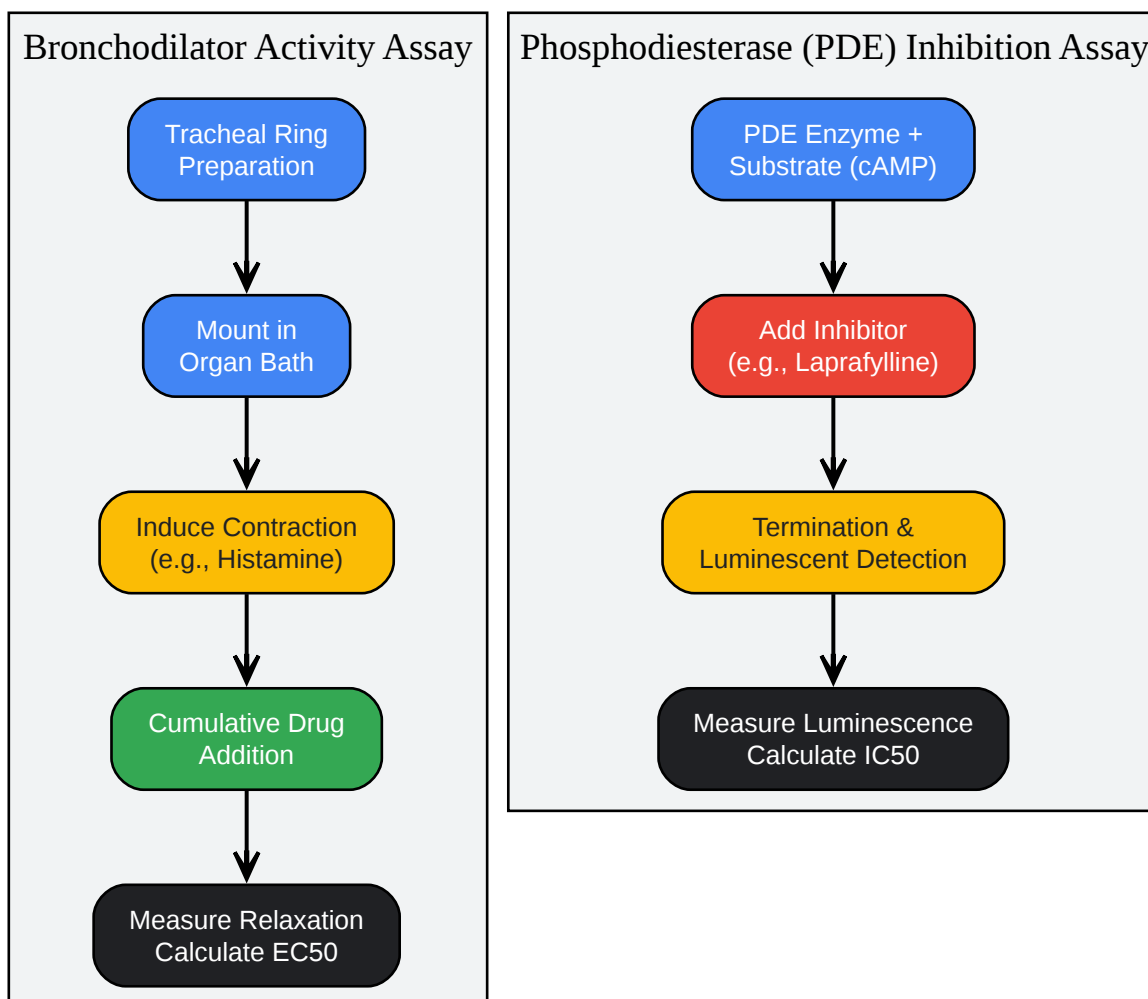 Bronchodilator Activity Assay
Tracheal Ring
Preparation
Mount in
Organ Bath
Induce Contraction
(e.g., Histamine)
Cumulative Drug
Addition
Measure Relaxation
Calculate EC50
Phosphodiesterase (PDE) Inhibition Assay
PDE Enzyme +
Substrate (cAMP)
Add Inhibitor
(e.g., Laprafylline)
Termination &
Luminescent Detection
Measure Luminescence
Calculate IC50